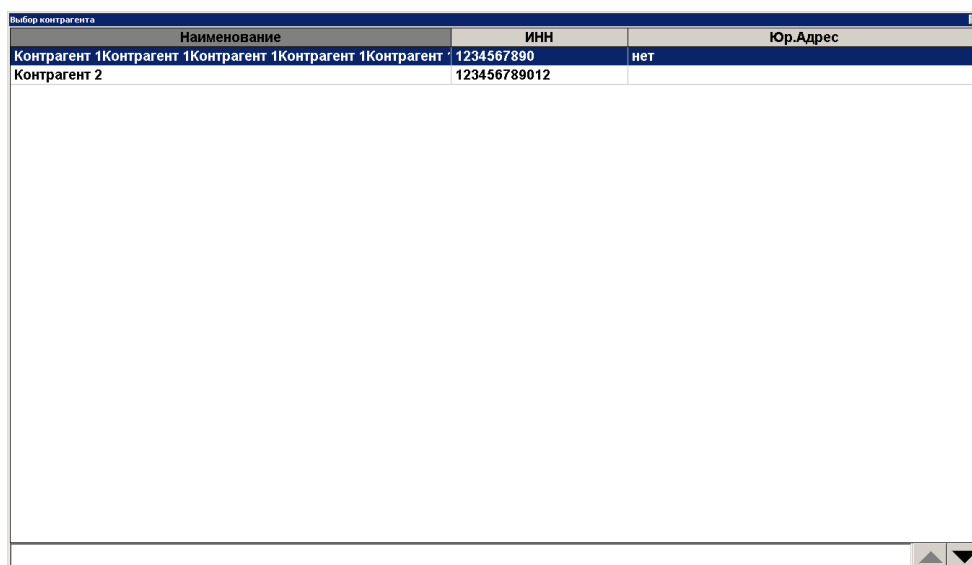 Выбор контрагента
Наименование ИНН Юр.Адрес
Контрагент 1Контрагент 1Контрагент 1Контрагент 1Контрагент 1234567890 нет
Контрагент 2 123456789012